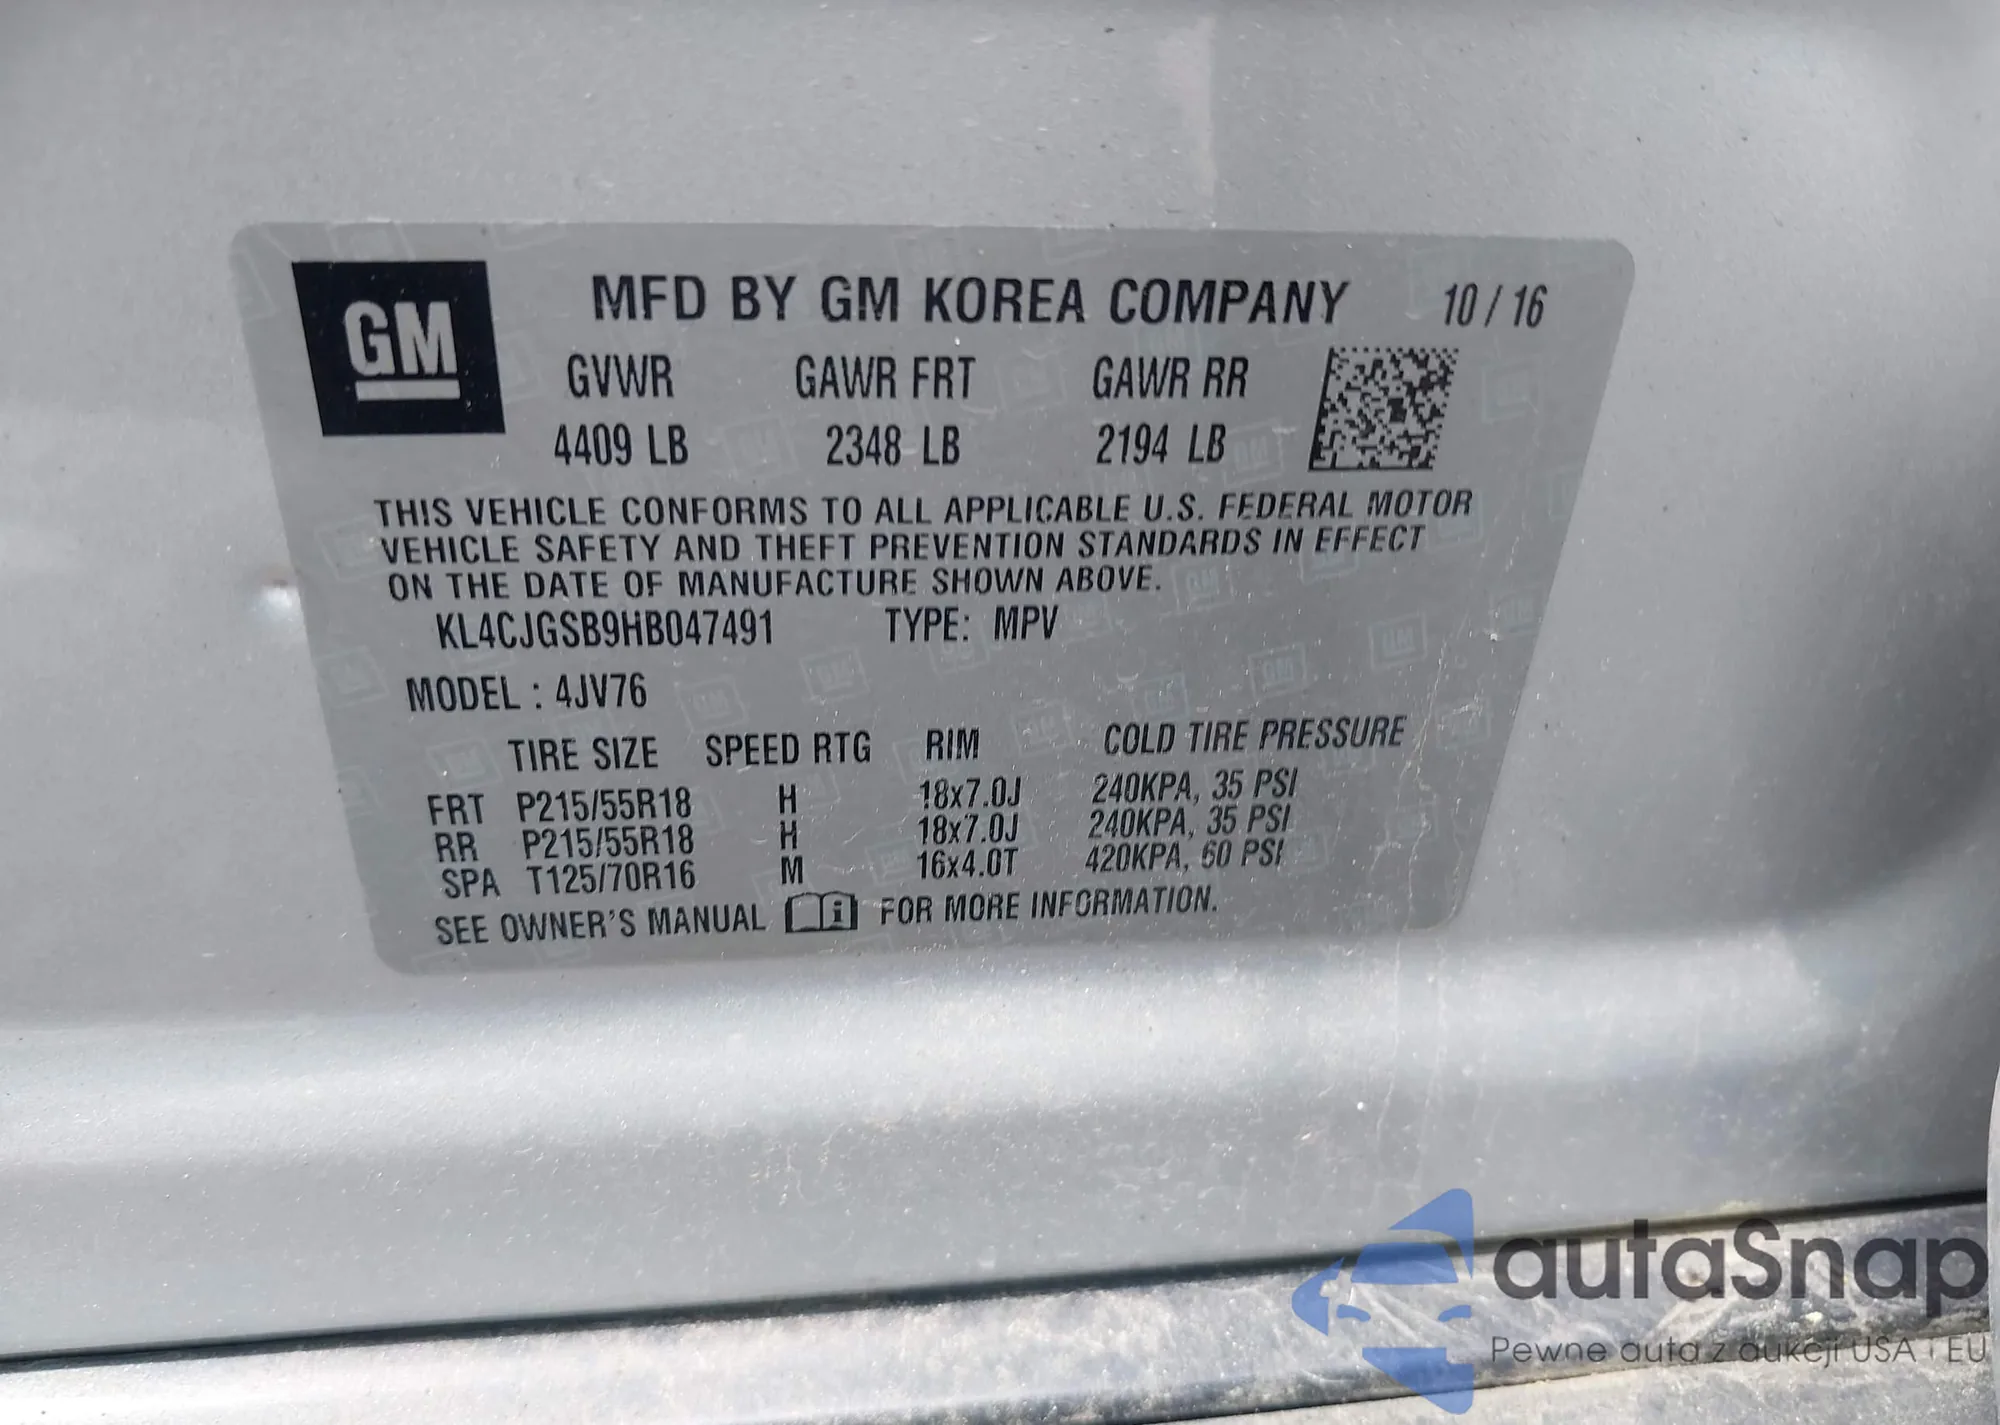 GM
MFD BY GM KOREA COMPANY 10 / 16
GVWR GAWR FRT GAWR RR
4409 LB 2348 LB 2194 LB
THIS VEHICLE CONFORMS TO ALL APPLICABLE U.S. FEDERAL MOTOR
VEHICLE SAFETY AND THEFT PREVENTION STANDARDS IN EFFECT
ON THE DATE OF MANUFACTURE SHOWN ABOVE.
KL4CJGSB9HB047491 TYPE: MPV
MODEL : 4JV76
TIRE SIZE SPEED RTG RIM COLD TIRE PRESSURE
FRT P215/55R18 H 18x7.0J 240KPA, 35 PSI
RR P215/55R18 H 18x7.0J 240KPA, 35 PSI
SPA T125/70R16 M 16x4.0T 420KPA, 60 PSI
SEE OWNER'S MANUAL i FOR MORE INFORMATION.
autaSnap
Pewne auta z aukcji USA i EU